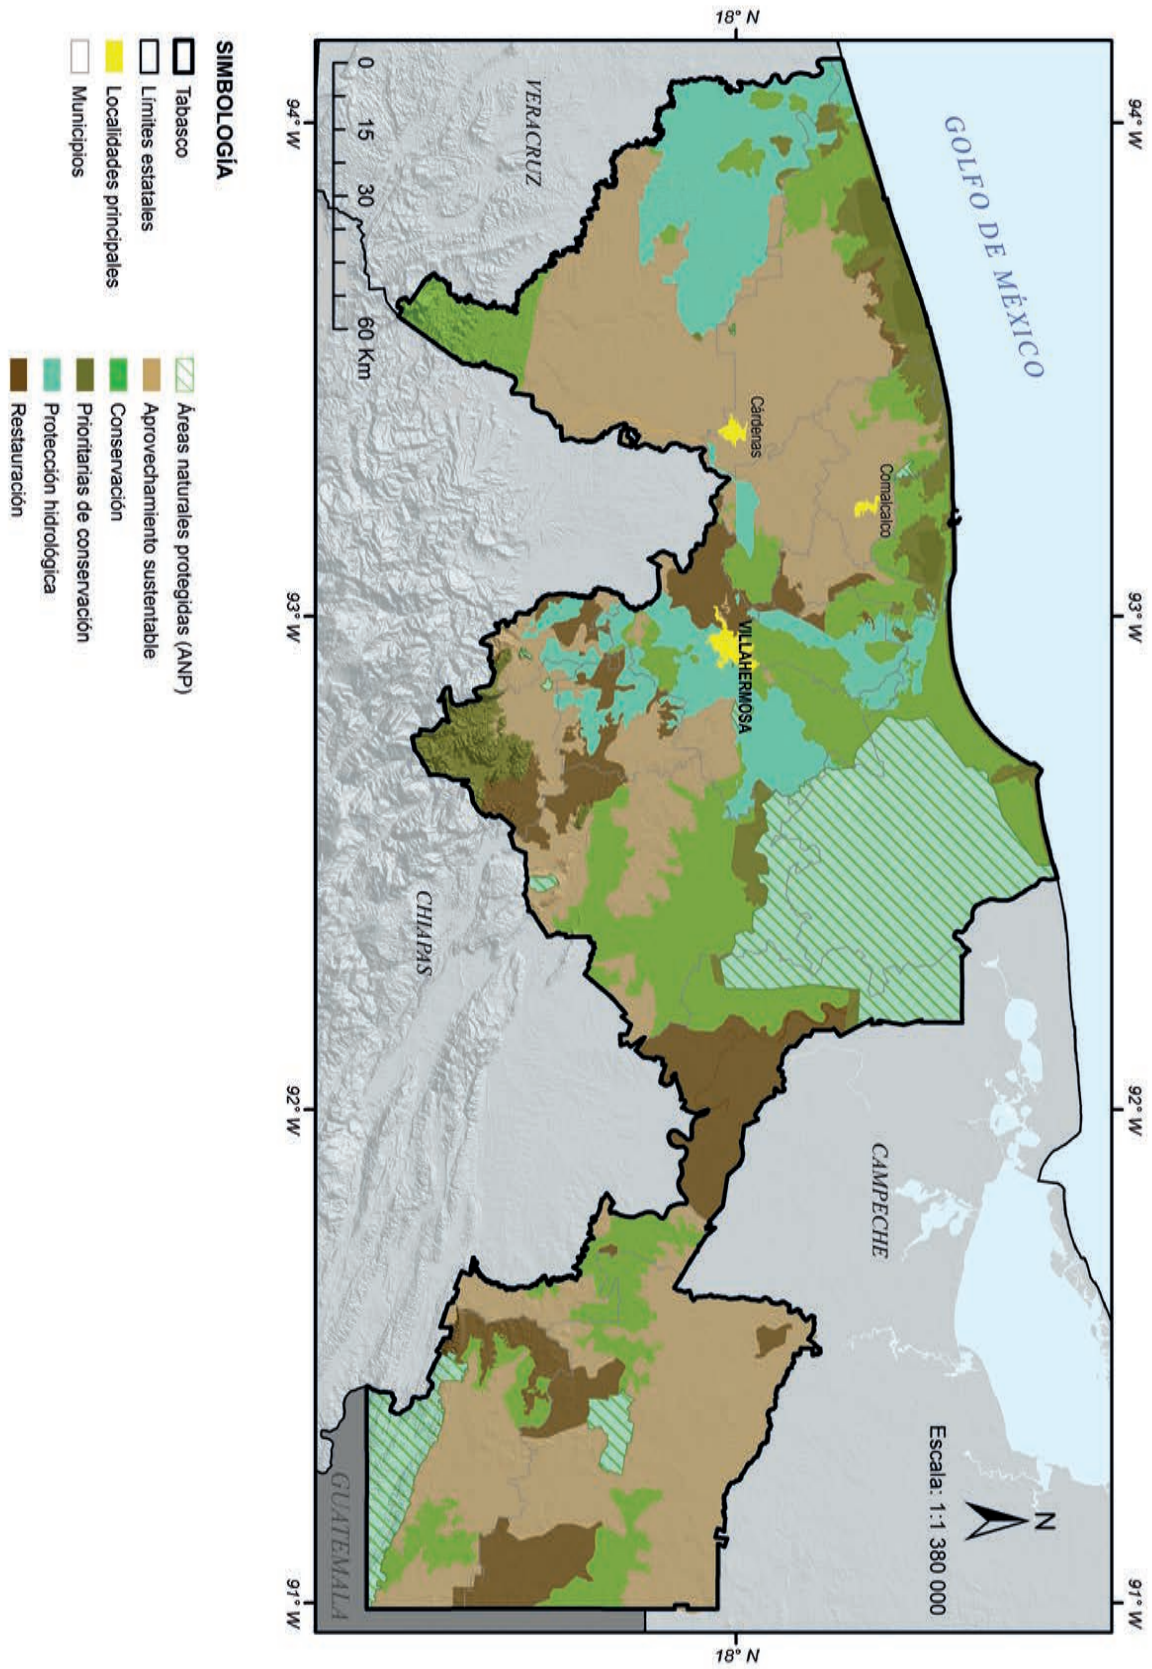 18° N
94° W
93° W
92° W
91° W
GOLFO DE MÉXICO
N
Escala: 1:1 380 000
CAMPECHE
Comalcalco
Cárdenas
VILLAHERMOSA
VERACRUZ
CHIAPAS
GUATEMALA
0 15 30 60 Km
94° W
93° W
92° W
91° W
18° N
SIMBOLOGÍA
Tabasco
Límites estatales
Localidades principales
Municipios
Áreas naturales protegidas (ANP)
Aprovechamiento sustentable
Conservación
Prioritarias de conservación
Protección hidrológica
Restauración